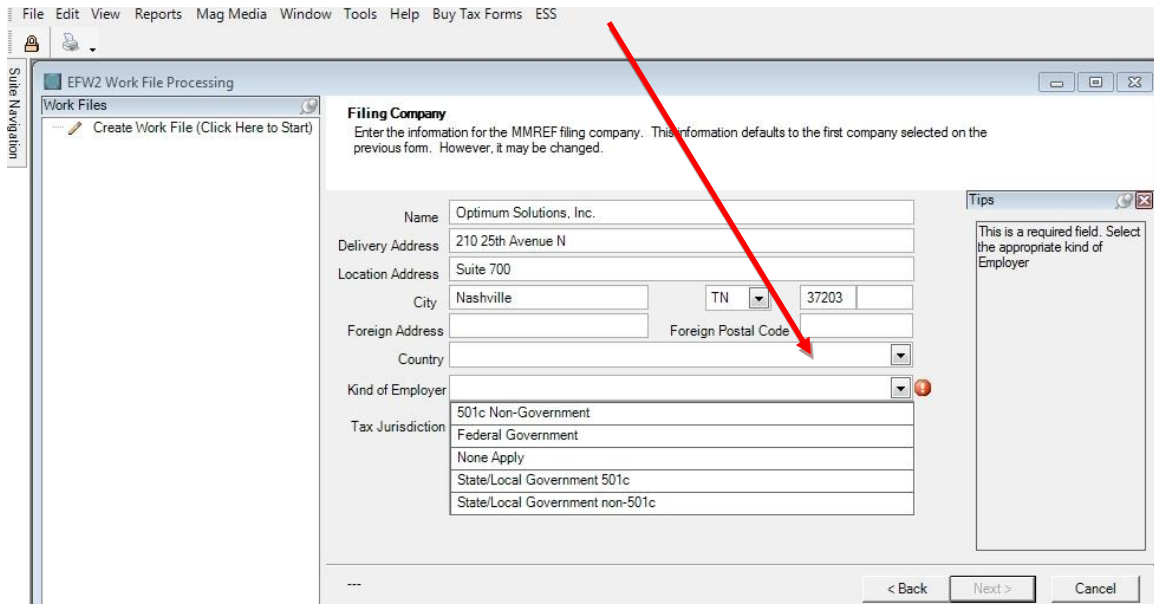 File Edit View Reports Mag Media Window Tools Help Buy Tax Forms ESS
Suite Navigation
EFW2 Work File Processing
Work Files
Create Work File (Click Here to Start)
Filing Company
Enter the information for the MMREF filing company. This information defaults to the first company selected on the
previous form. However, it may be changed.
Name Optimum Solutions, Inc.
Delivery Address 210 25th Avenue N
Location Address Suite 700
City Nashville TN 37203
Foreign Address Foreign Postal Code
Country
Kind of Employer
501c Non-Government
Tax Jurisdiction
Federal Government
None Apply
State/Local Government 501c
State/Local Government non-501c
Tips
This is a required field. Select
the appropriate kind of
Employer
---
< Back Next > Cancel